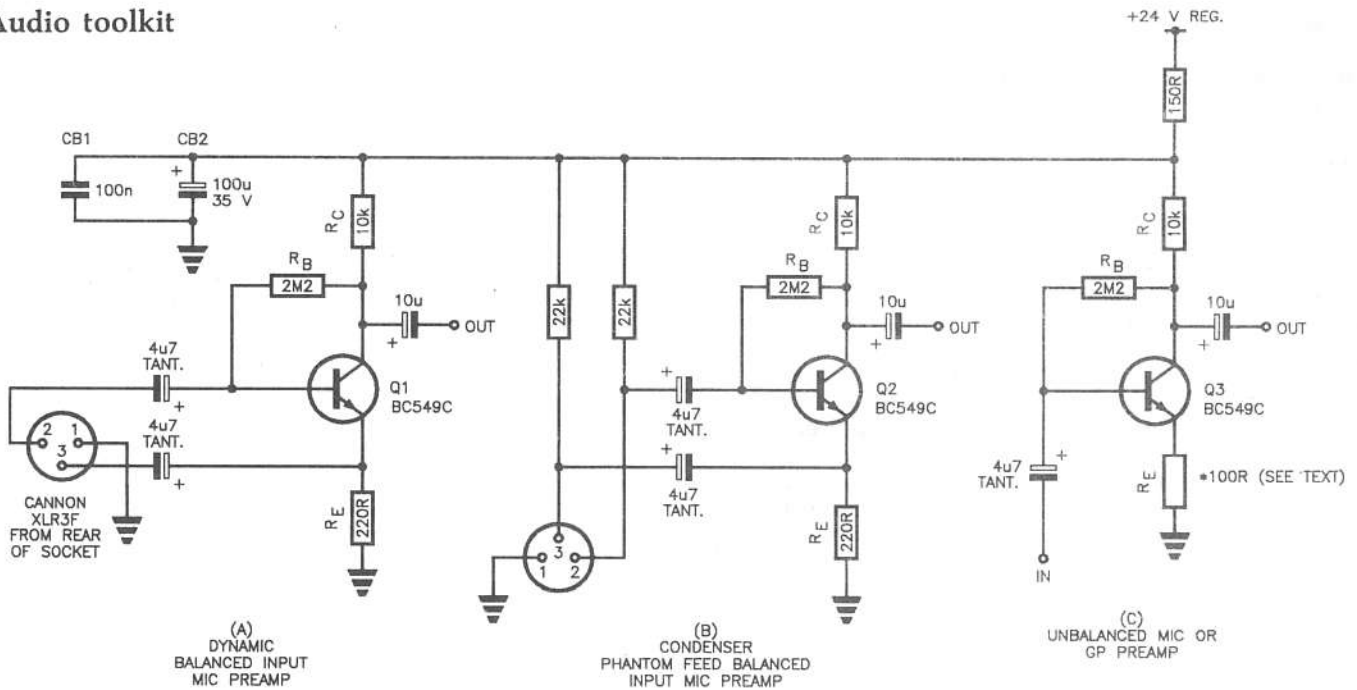 Audio toolkit
+24 V REG.
150R
CB1
CB2
+
100n
100u
35 V
RC
10k
RB
2M2
10u
+
OUT
4u7
TANT.
+
Q1
BC549C
4u7
TANT.
+
2
1
3
CANNON
XLR3F
FROM REAR
OF SOCKET
RE
220R
(A)
DYNAMIC
BALANCED INPUT
MIC PREAMP
22k
22k
RC
10k
RB
2M2
10u
+
OUT
+
4u7
TANT.
Q2
BC549C
+
4u7
TANT.
3
1
2
RE
220R
(B)
CONDENSER
PHANTOM FEED BALANCED
INPUT MIC PREAMP
RC
10k
RB
2M2
10u
+
OUT
Q3
BC549C
4u7
TANT.
+
RE
*100R (SEE TEXT)
IN
(C)
UNBALANCED MIC OR
GP PREAMP